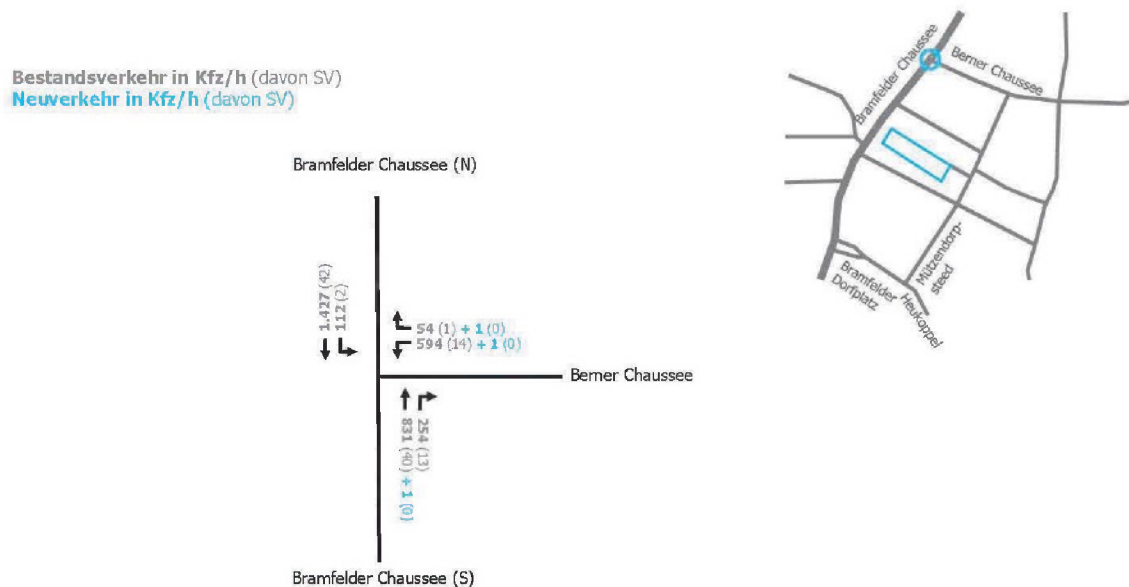 Bestandsverkehr in Kfz/h (davon SV)
Neuverkehr in Kfz/h (davon SV)
Bramfelder Chaussee (N)
1.427 (42)
112 (2)
54 (1) + 1 (0)
594 (14) + 1 (0)
Berner Chaussee
831 (40) + 1 (0)
254 (13)
Bramfelder Chaussee (S)
Bramfelder Chaussee
Berner Chaussee
Mützendorp-
steed
Bramfelder
Dorfplatz
Heukoppel